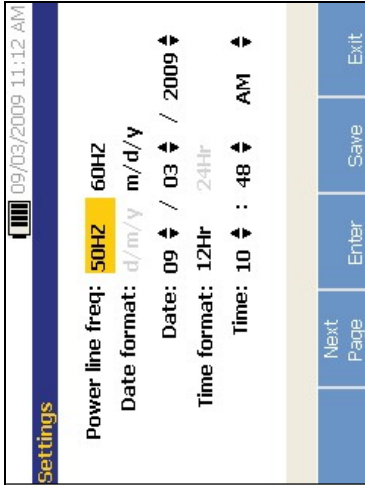 09/03/2009 11:12 AM
Settings
Power line freq: 50HZ 60HZ
Date format: d/m/y m/d/y
Date: 09 / 03 / 2009
Time format: 12Hr 24Hr
Time: 10 : 48 AM
Next Page Enter Save Exit